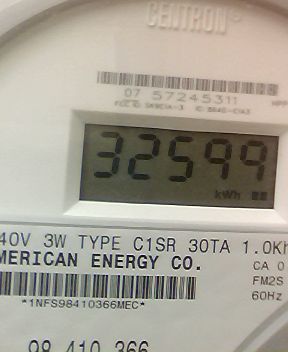 CENTRON
07 57245311
32599
kWh
40V 3W TYPE C1SR 30TA 1.0Kh
MERICAN ENERGY CO.
CA 0
FM2S
60Hz
*1NFS98410366MEC*
98 410 366